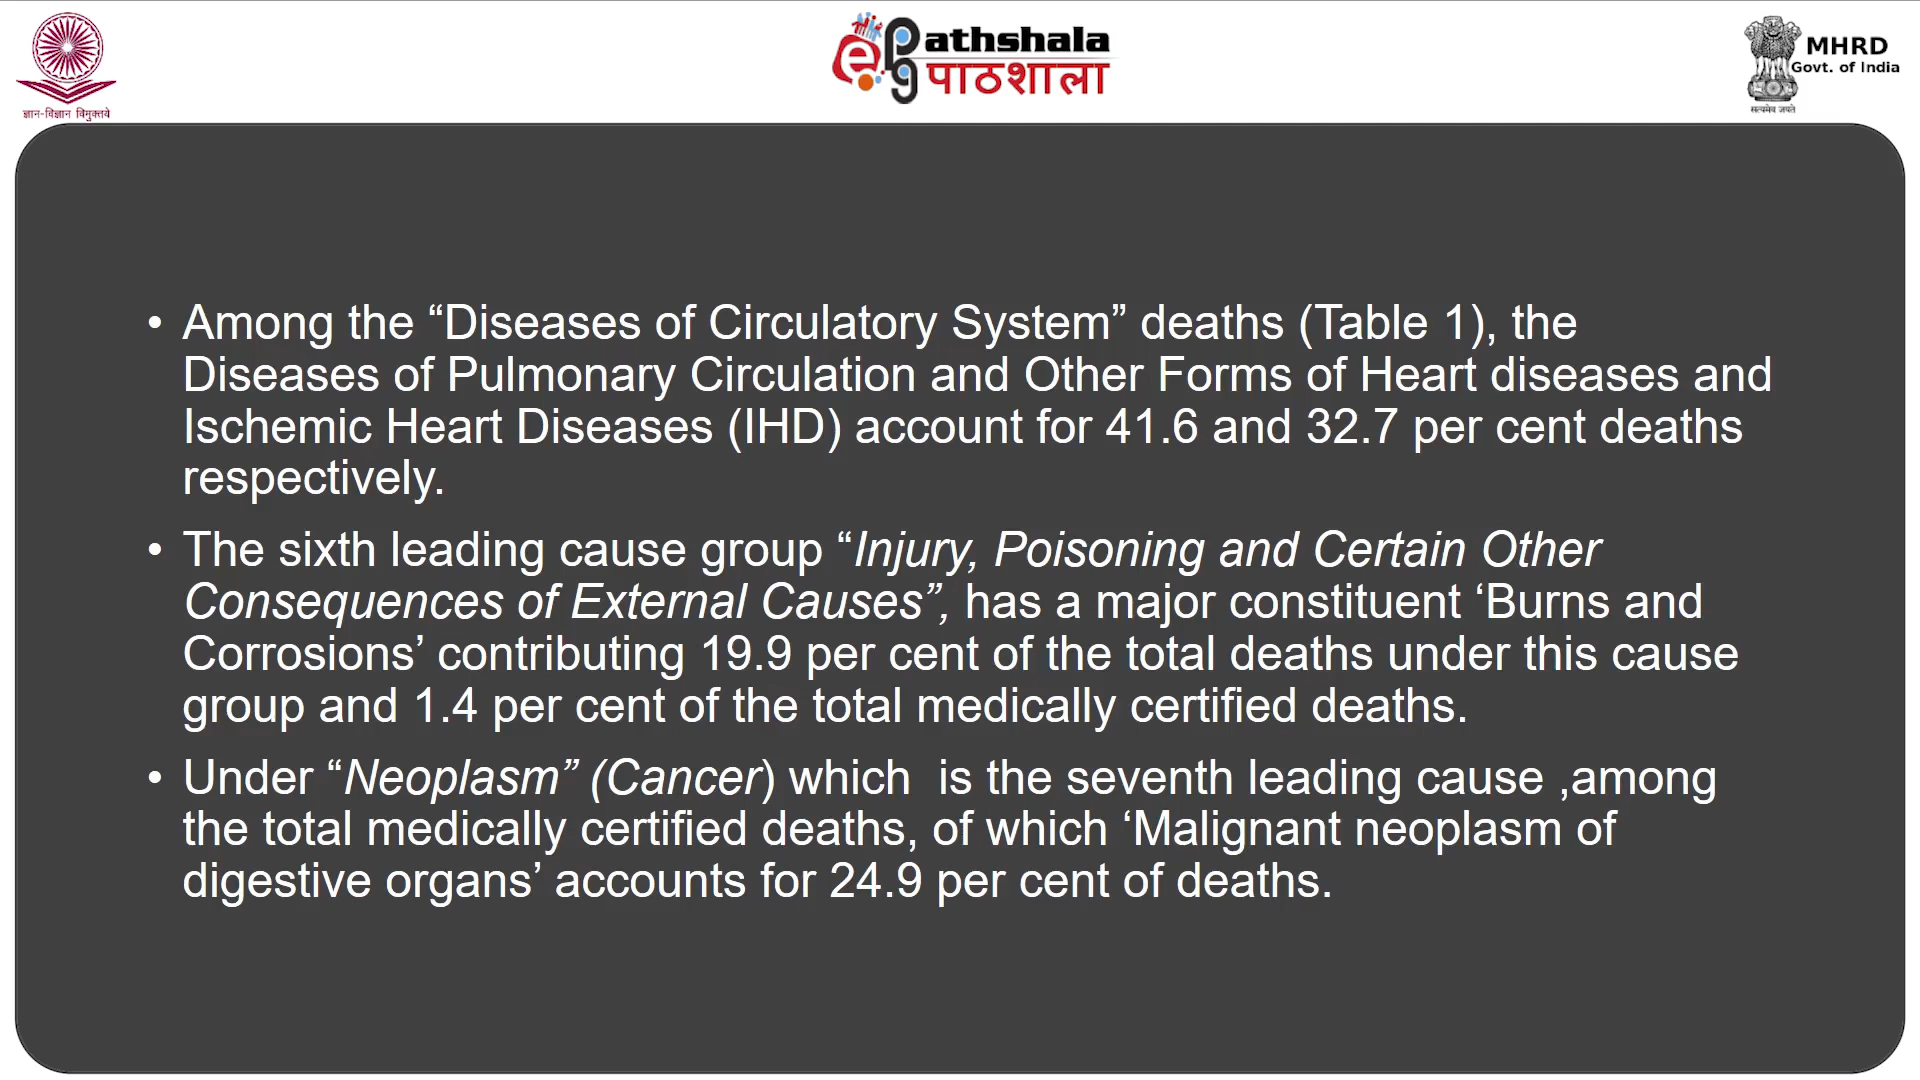 ज्ञान-विज्ञान विमुक्तये
e Pg athshala
पाठशाला
MHRD
Govt. of India
सत्यमेव जयते
• Among the “Diseases of Circulatory System” deaths (Table 1), the
Diseases of Pulmonary Circulation and Other Forms of Heart diseases and
Ischemic Heart Diseases (IHD) account for 41.6 and 32.7 per cent deaths
respectively.
• The sixth leading cause group “Injury, Poisoning and Certain Other
Consequences of External Causes”, has a major constituent ‘Burns and
Corrosions’ contributing 19.9 per cent of the total deaths under this cause
group and 1.4 per cent of the total medically certified deaths.
• Under “Neoplasm” (Cancer) which  is the seventh leading cause ,among
the total medically certified deaths, of which ‘Malignant neoplasm of
digestive organs’ accounts for 24.9 per cent of deaths.